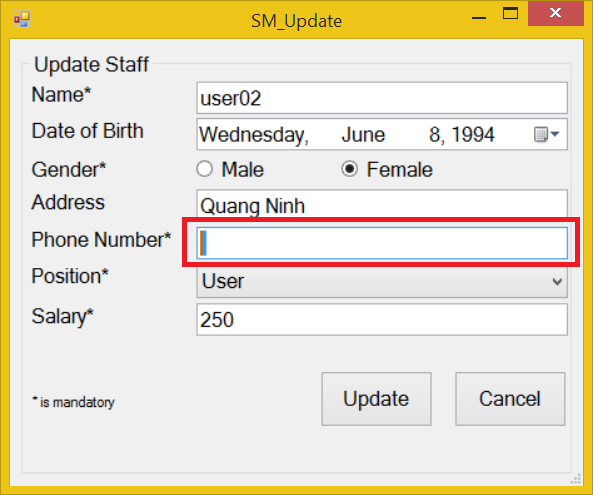 SM_Update
Update Staff
Name* user02
Date of Birth Wednesday, June 8, 1994
Gender* Male Female
Address Quang Ninh
Phone Number*
Position* User
Salary* 250
* is mandatory Update Cancel